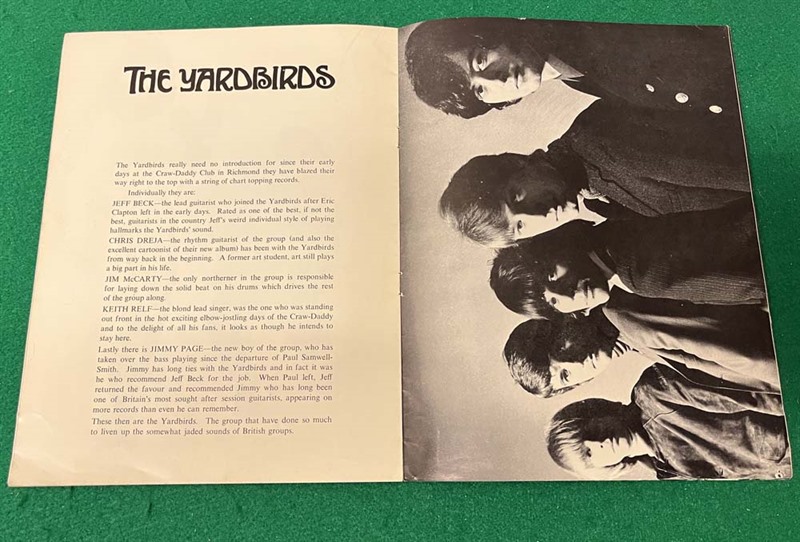 THE YARDBIRDS
The Yardbirds really need no introduction for since their early
days at the Craw-Daddy Club in Richmond they have blazed their
way right to the top with a string of chart topping records.
Individually they are:
JEFF BECK—the lead guitarist who joined the Yardbirds after Eric
Clapton left in the early days. Rated as one of the best, if not the
best, guitarists in the country Jeff's weird individual style of playing
hallmarks the Yardbirds' sound.
CHRIS DREJA—the rhythm guitarist of the group (and also the
excellent cartoonist of their new album) has been with the Yardbirds
from way back in the beginning. A former art student, art still plays
a big part in his life.
JIM McCARTY—the only northerner in the group is responsible
for laying down the solid beat on his drums which drives the rest
of the group along.
KEITH RELF—the blond lead singer, was the one who was standing
out front in the hot exciting elbow-jostling days of the Craw-Daddy
and to the delight of all his fans, it looks as though he intends to
stay here.
Lastly there is JIMMY PAGE—the new boy of the group, who has
taken over the bass playing since the departure of Paul Samwell-
Smith. Jimmy has long ties with the Yardbirds and in fact it was
he who recommend Jeff Beck for the job. When Paul left, Jeff
returned the favour and recommended Jimmy who has long been
one of Britain's most sought after session guitarists, appearing on
more records than even he can remember.
These then are the Yardbirds. The group that have done so much
to liven up the somewhat jaded sounds of British groups.